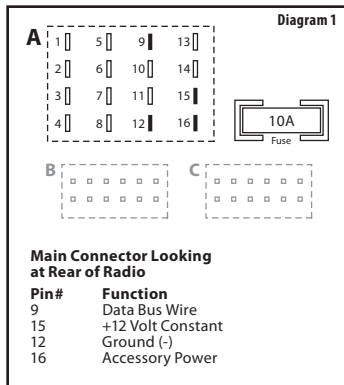 Diagram 1
A
1 5 9 13
2 6 10 14
3 7 11 15
4 8 12 16
10A
Fuse
B C
Main Connector Looking
at Rear of Radio
Pin# Function
9 Data Bus Wire
15 +12 Volt Constant
12 Ground (-)
16 Accessory Power